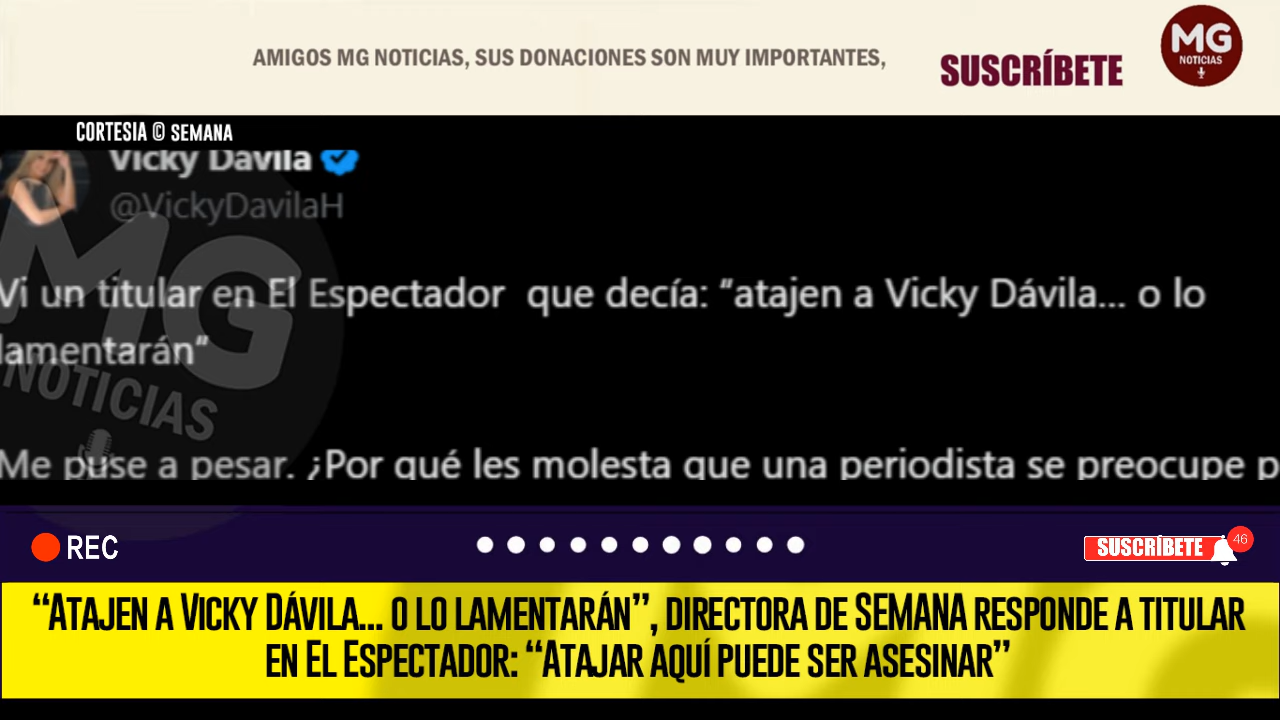 AMIGOS MG NOTICIAS, SUS DONACIONES SON MUY IMPORTANTES,
SUSCRÍBETE
MG
NOTICIAS
CORTESIA © SEMANA
Vicky Dávila
@VickyDavilaH
MG
NOTICIAS
Vi un titular en El Espectador que decía: “atajen a Vicky Dávila... o lo
lamentarán“
Me puse a pesar. ¿Por qué les molesta que una periodista se preocupe p
REC
SUSCRÍBETE
46
“ATAJEN A VICKY DÁVILA... O LO LAMENTARÁN”, DIRECTORA DE SEMANA RESPONDE A TITULAR
EN EL ESPECTADOR: “ATAJAR AQUÍ PUEDE SER ASESINAR”